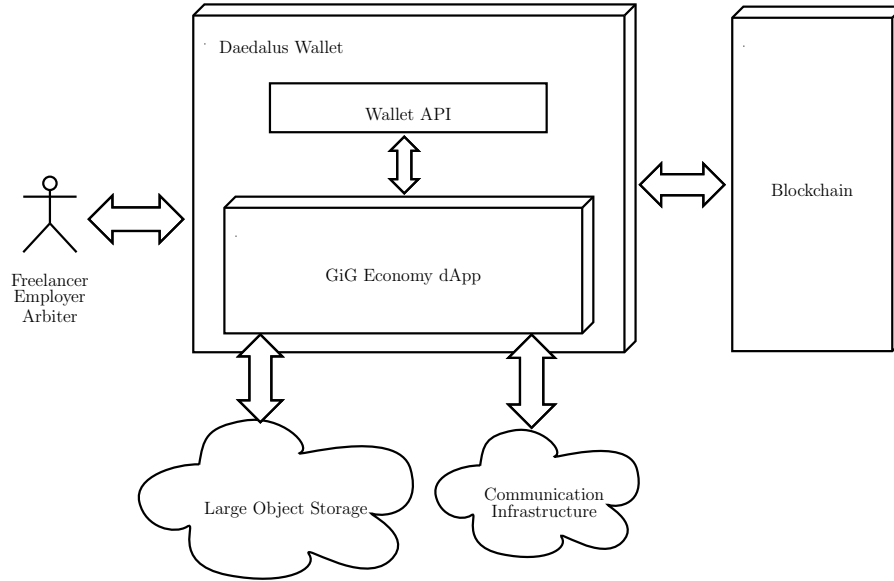 Daedalus Wallet
Wallet API
Blockchain
GiG Economy dApp
Freelancer
Employer
Arbiter
Large Object Storage
Communication
Infrastructure